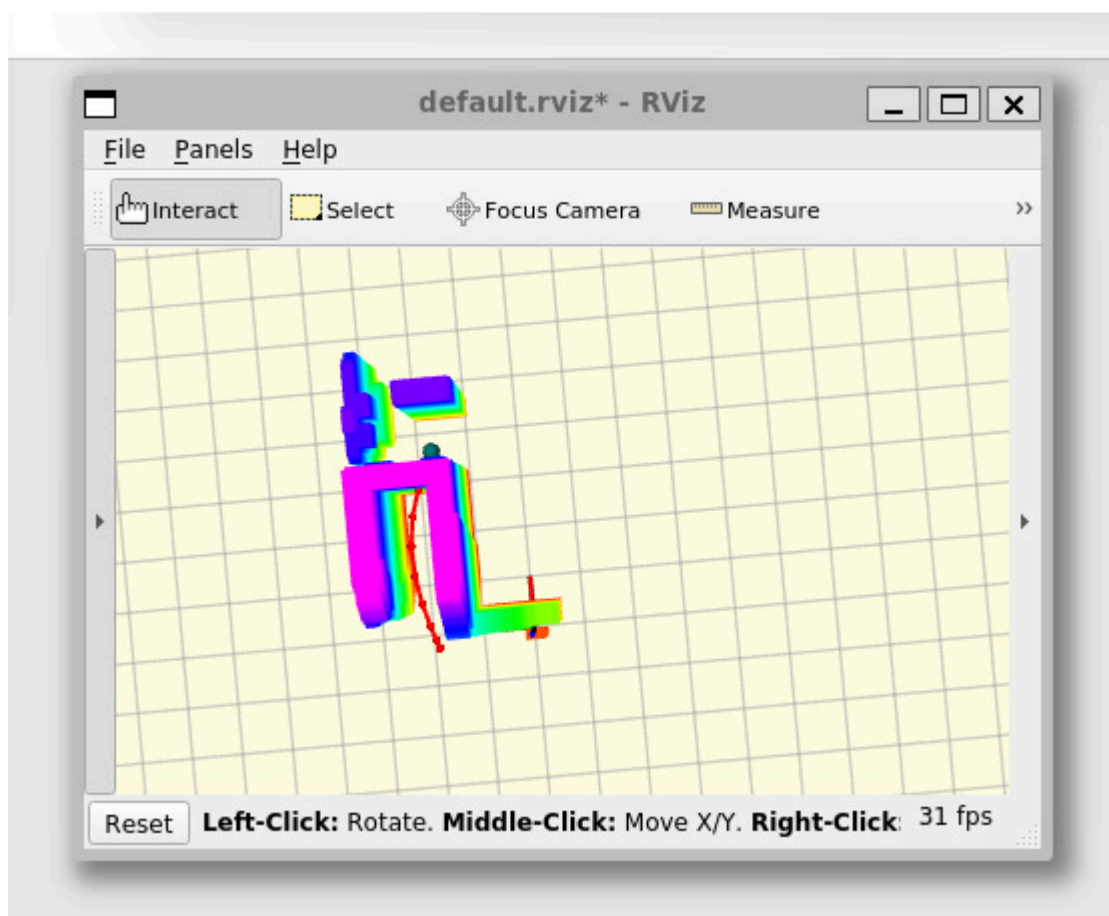 default.rviz* - RViz
File Panels Help
Interact Select Focus Camera Measure »
Reset Left-Click: Rotate. Middle-Click: Move X/Y. Right-Click: 31 fps